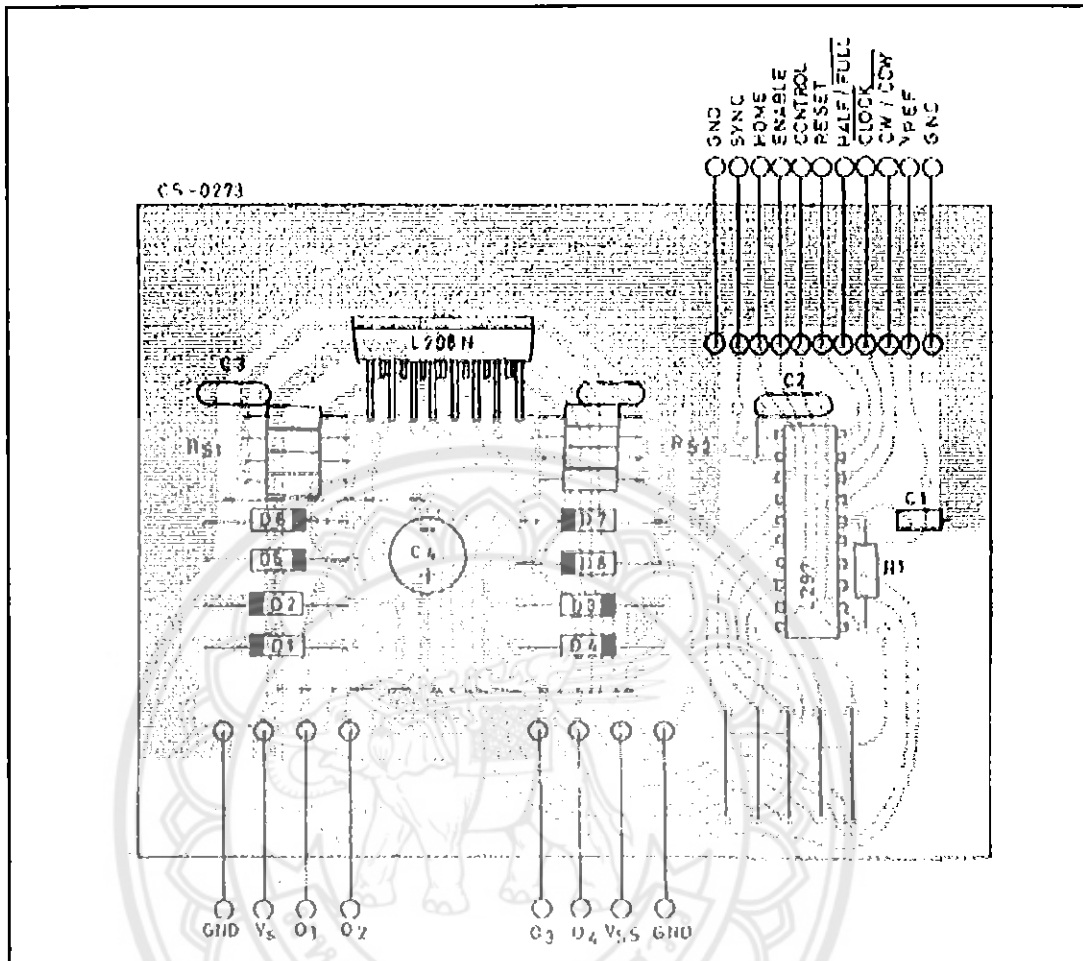 GND
SYNC
HOME
ENABLE
CONTROL
RESET
HALF/FULL
CLOCK
CW / CCW
VREF
GND
CS-0273
L298N
C3
C2
RS1
RS2
C1
D6
D7
C4
D5
D8
L297
R1
D2
D3
D1
D4
GND
Vs
O1
O2
O3
O4
VSS
GND